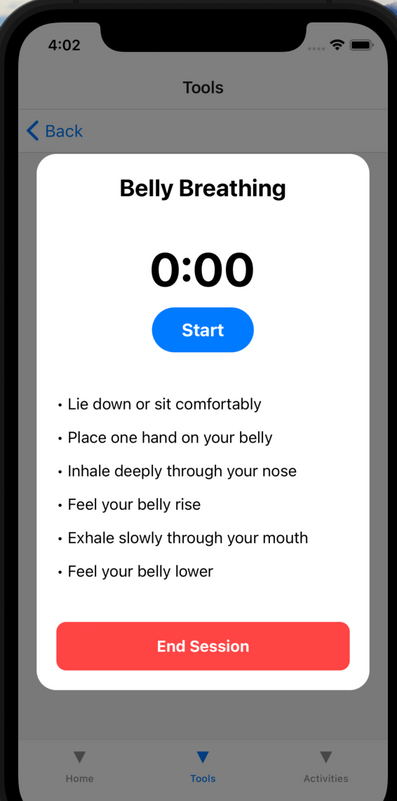 4:02
Tools
Back
Belly Breathing
0:00
Start
• Lie down or sit comfortably
• Place one hand on your belly
• Inhale deeply through your nose
• Feel your belly rise
• Exhale slowly through your mouth
• Feel your belly lower
End Session
Home Tools Activities